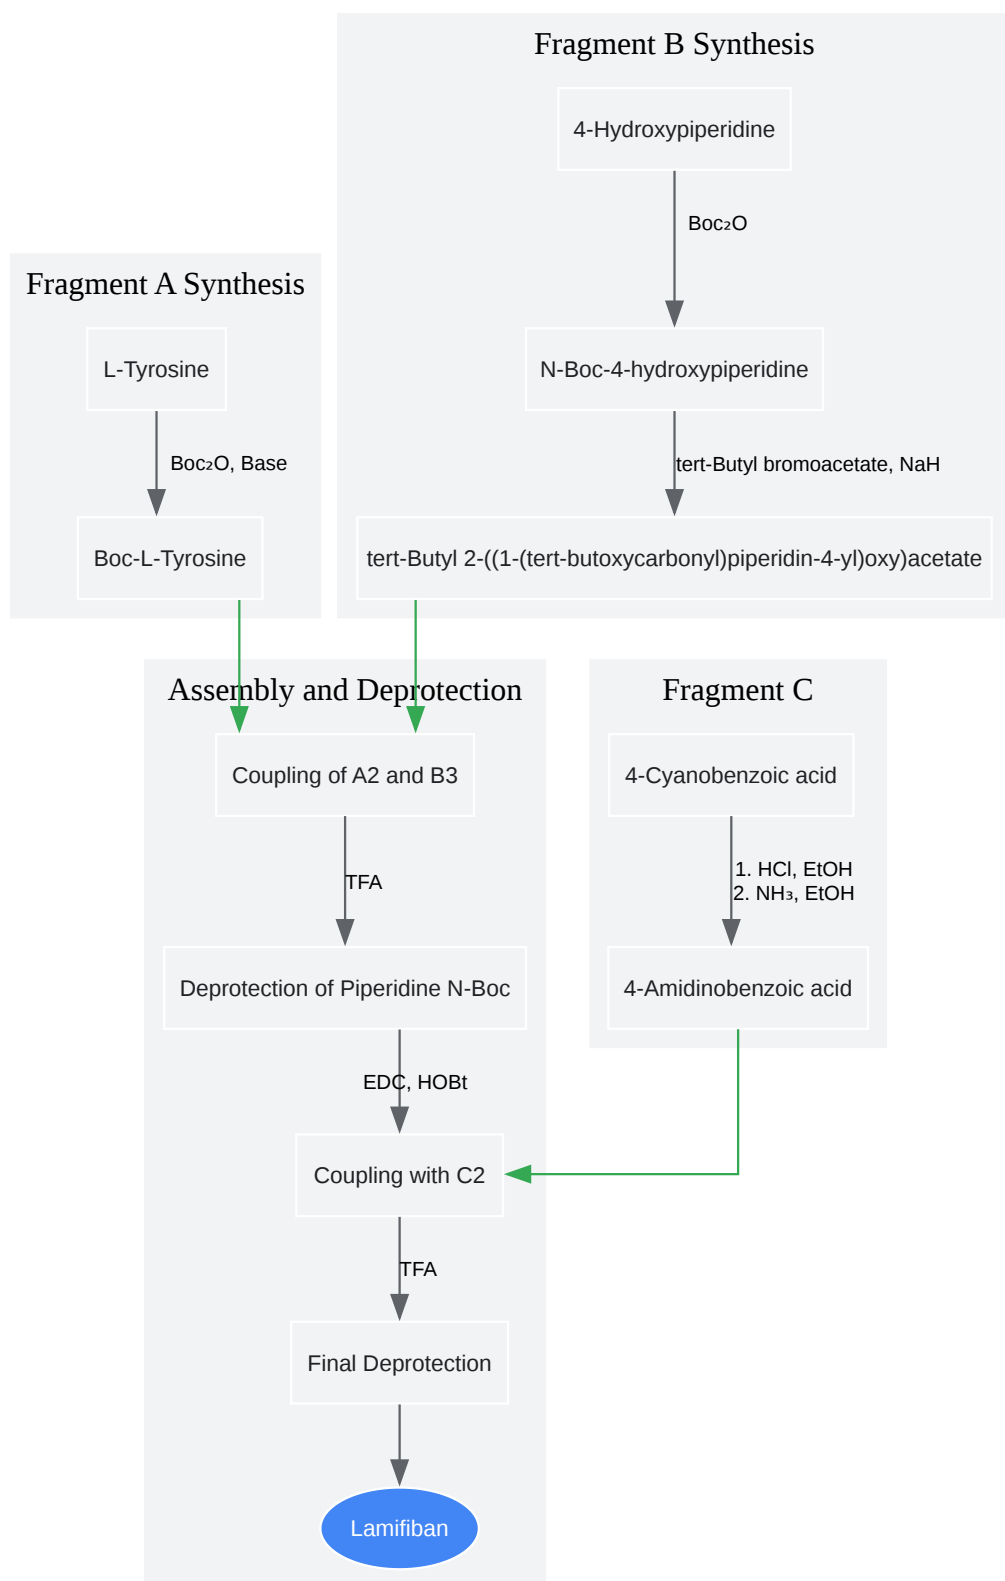 Fragment B Synthesis
4-Hydroxypiperidine
Boc₂O
N-Boc-4-hydroxypiperidine
tert-Butyl bromoacetate, NaH
tert-Butyl 2-((1-(tert-butoxycarbonyl)piperidin-4-yl)oxy)acetate
Fragment A Synthesis
L-Tyrosine
Boc₂O, Base
Boc-L-Tyrosine
Assembly and Deprotection
Coupling of A2 and B3
TFA
Deprotection of Piperidine N-Boc
EDC, HOBt
Coupling with C2
TFA
Final Deprotection
Lamifiban
Fragment C
4-Cyanobenzoic acid
1. HCl, EtOH
2. NH₃, EtOH
4-Amidinobenzoic acid